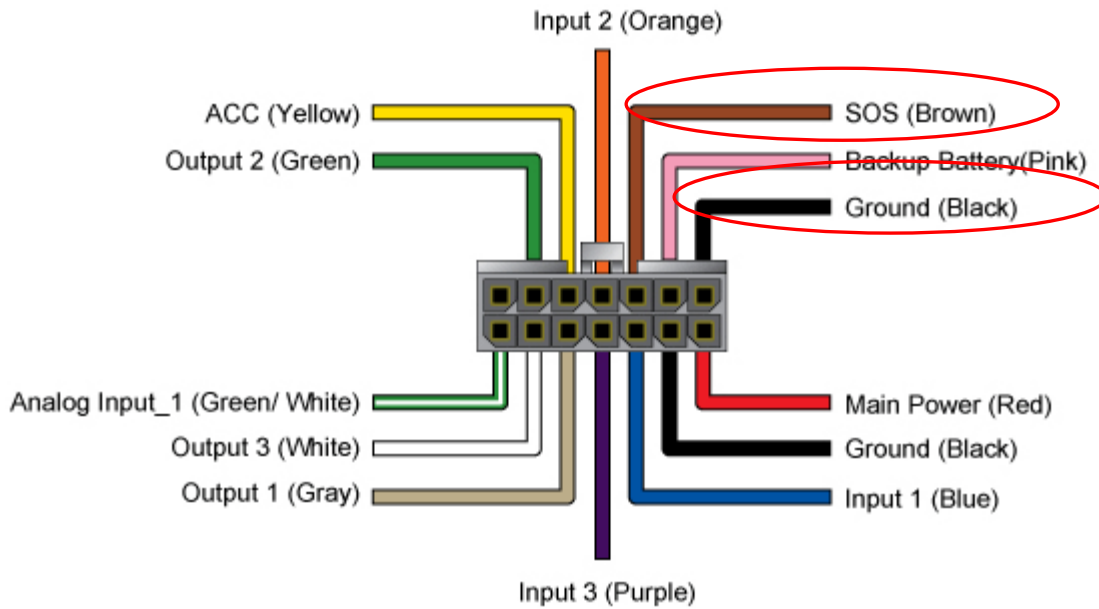 Input 2 (Orange)
ACC (Yellow)
SOS (Brown)
Output 2 (Green)
Backup Battery(Pink)
Ground (Black)
Analog Input_1 (Green/ White)
Main Power (Red)
Output 3 (White)
Ground (Black)
Output 1 (Gray)
Input 1 (Blue)
Input 3 (Purple)